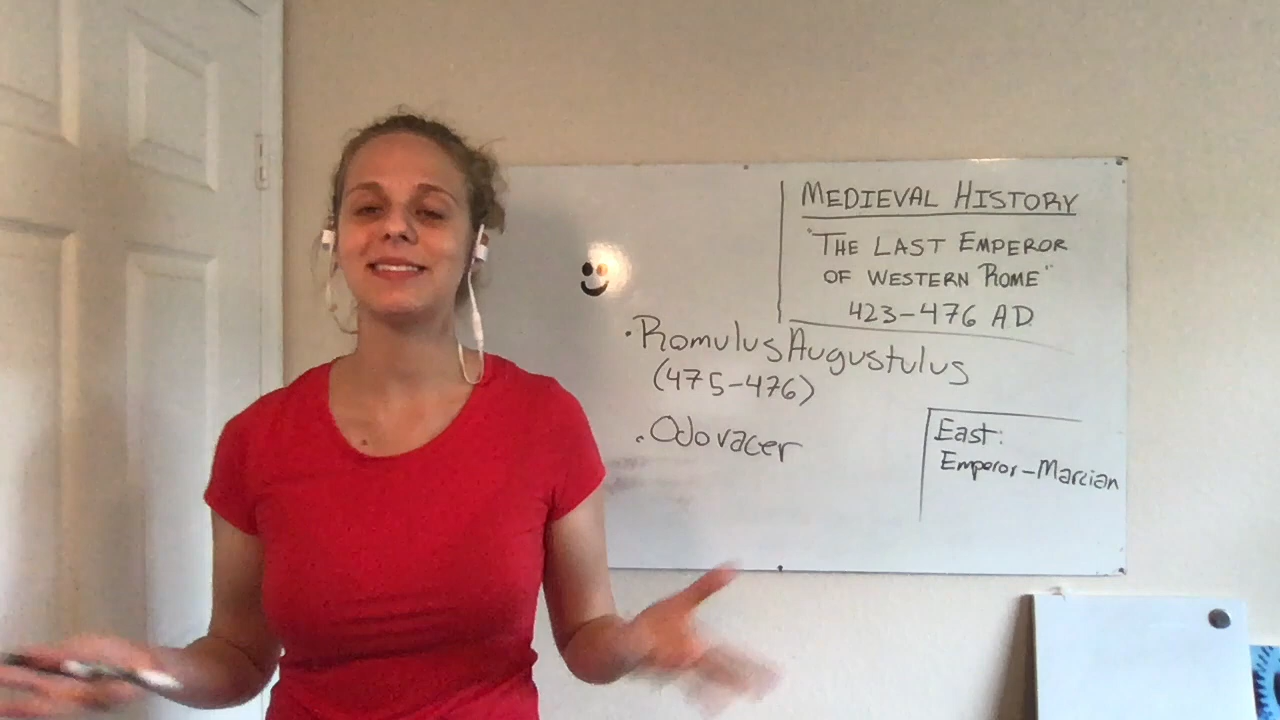 MEDIEVAL HISTORY
"THE LAST EMPEROR
OF WESTERN ROME"
423-476 AD
• Romulus Augustulus
(475-476)
• Odovacer
East:
Emperor-Marcian